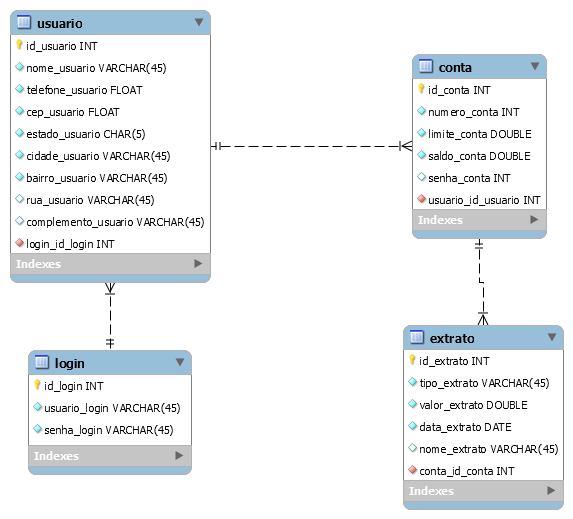 usuario
id_usuario INT
nome_usuario VARCHAR(45)
telefone_usuario FLOAT
cep_usuario FLOAT
estado_usuario CHAR(5)
cidade_usuario VARCHAR(45)
bairro_usuario VARCHAR(45)
rua_usuario VARCHAR(45)
complemento_usuario VARCHAR(45)
login_id_login INT
Indexes
conta
id_conta INT
numero_conta INT
limite_conta DOUBLE
saldo_conta DOUBLE
senha_conta INT
usuario_id_usuario INT
Indexes
login
id_login INT
usuario_login VARCHAR(45)
senha_login VARCHAR(45)
Indexes
extrato
id_extrato INT
tipo_extrato VARCHAR(45)
valor_extrato DOUBLE
data_extrato DATE
nome_extrato VARCHAR(45)
conta_id_conta INT
Indexes